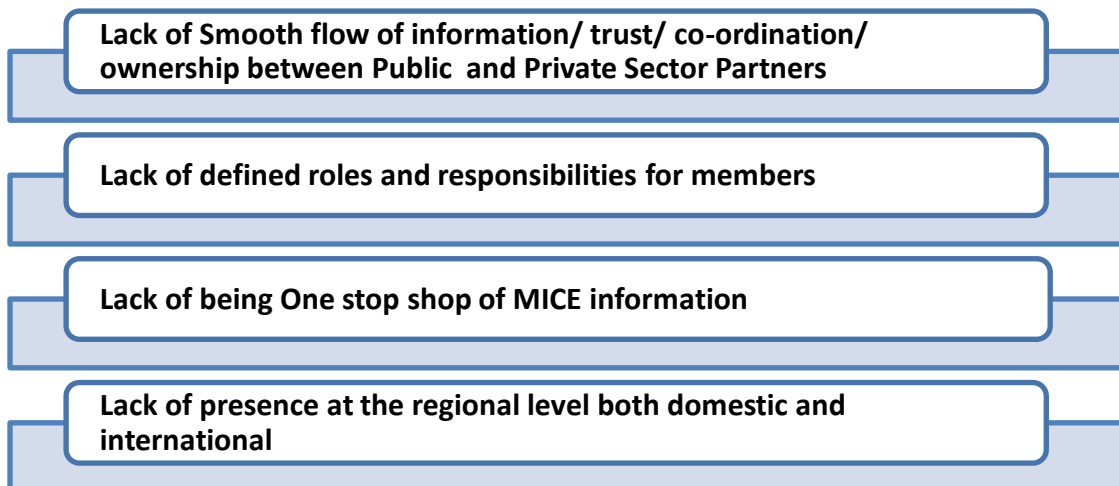 Lack of Smooth flow of information/ trust/ co-ordination/
ownership between Public and Private Sector Partners
Lack of defined roles and responsibilities for members
Lack of being One stop shop of MICE information
Lack of presence at the regional level both domestic and
international